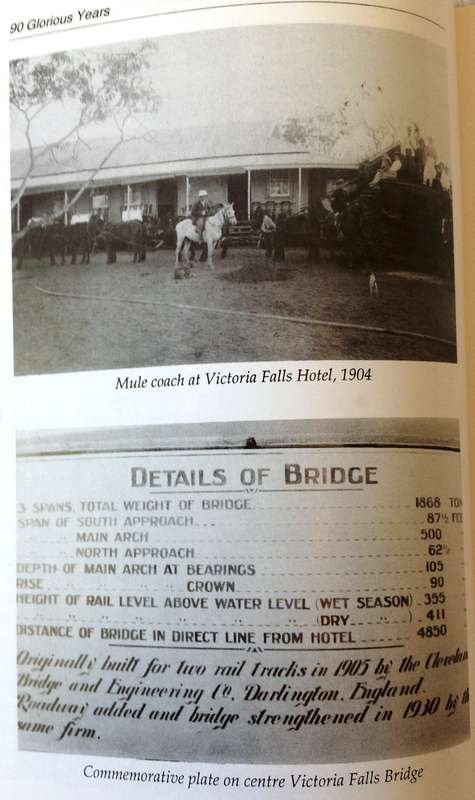 90 Glorious Years
Mule coach at Victoria Falls Hotel, 1904
DETAILS OF BRIDGE
3 SPANS, TOTAL WEIGHT OF BRIDGE 1868 TON
SPAN OF SOUTH APPROACH 87½ FEE
" " MAIN ARCH 500
" " NORTH APPROACH 62½
DEPTH OF MAIN ARCH AT BEARINGS 105
RISE " " " " CROWN 90
HEIGHT OF RAIL LEVEL ABOVE WATER LEVEL (WET SEASON) 355
" " " " " " (DRY " ) 411
DISTANCE OF BRIDGE IN DIRECT LINE FROM HOTEL 4850
Originally built for two rail tracks in 1905 by the Clevelan
Bridge and Engineering Co, Darlington, England.
Roadway added and bridge strengthened in 1930 by th
same firm.
Commemorative plate on centre Victoria Falls Bridge